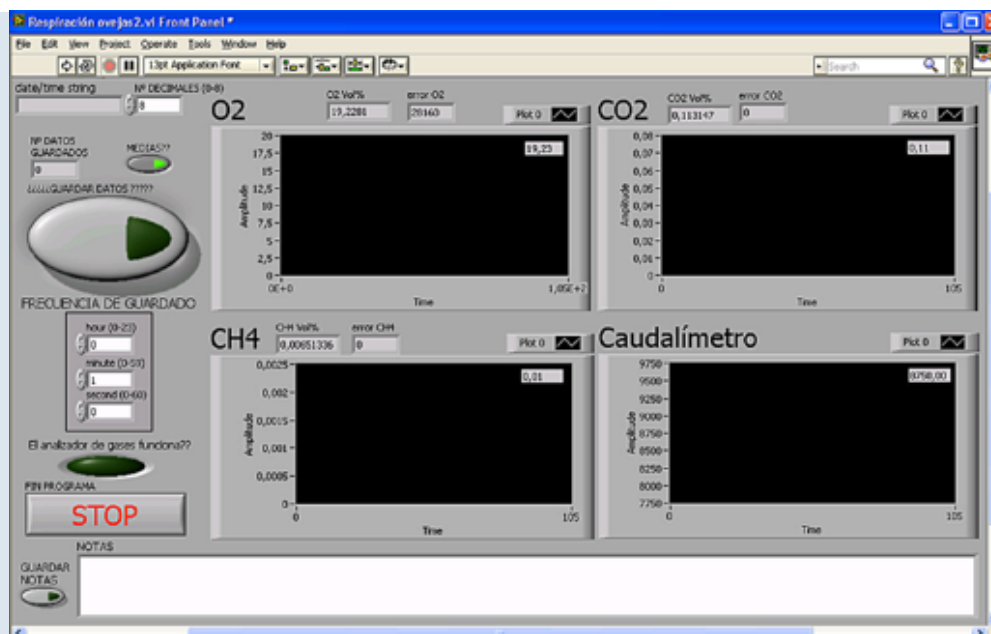 Respiración ovejas2.vi Front Panel *
File Edit View Project Operate Tools Window Help
13pt Application Font
Search
date/time string
Nº DECIMALES (0-8)
8
Nº DATOS
GUARDADOS
0
MEDIAS??
¿¿¿¿¿GUARDAR DATOS ?????
FRECUENCIA DE GUARDADO
hour (0-23)
0
minute (0-59)
1
second (0-60)
0
El analizador de gases funciona??
FIN PROGRAMA
STOP
O2
O2 Vol%
19,2281
error O2
28160
Plot 0
20
17,5
15
12,5
10
7,5
5
2,5
0
Amplitude
19,23
0E+0
1,05E+2
Time
CO2
CO2 Vol%
0,113147
error CO2
0
Plot 0
0,08
0,07
0,06
0,05
0,04
0,03
0,02
0,01
0
Amplitude
0,11
0
105
Time
CH4
CH4 Vol%
0,00651336
error CH4
0
Plot 0
0,0025
0,002
0,0015
0,001
0,0005
0
Amplitude
0,01
0
105
Time
Caudalímetro
Plot 0
9750
9500
9250
9000
8750
8500
8250
8000
7750
Amplitude
8750,00
0
105
Time
NOTAS
GUARDAR
NOTAS